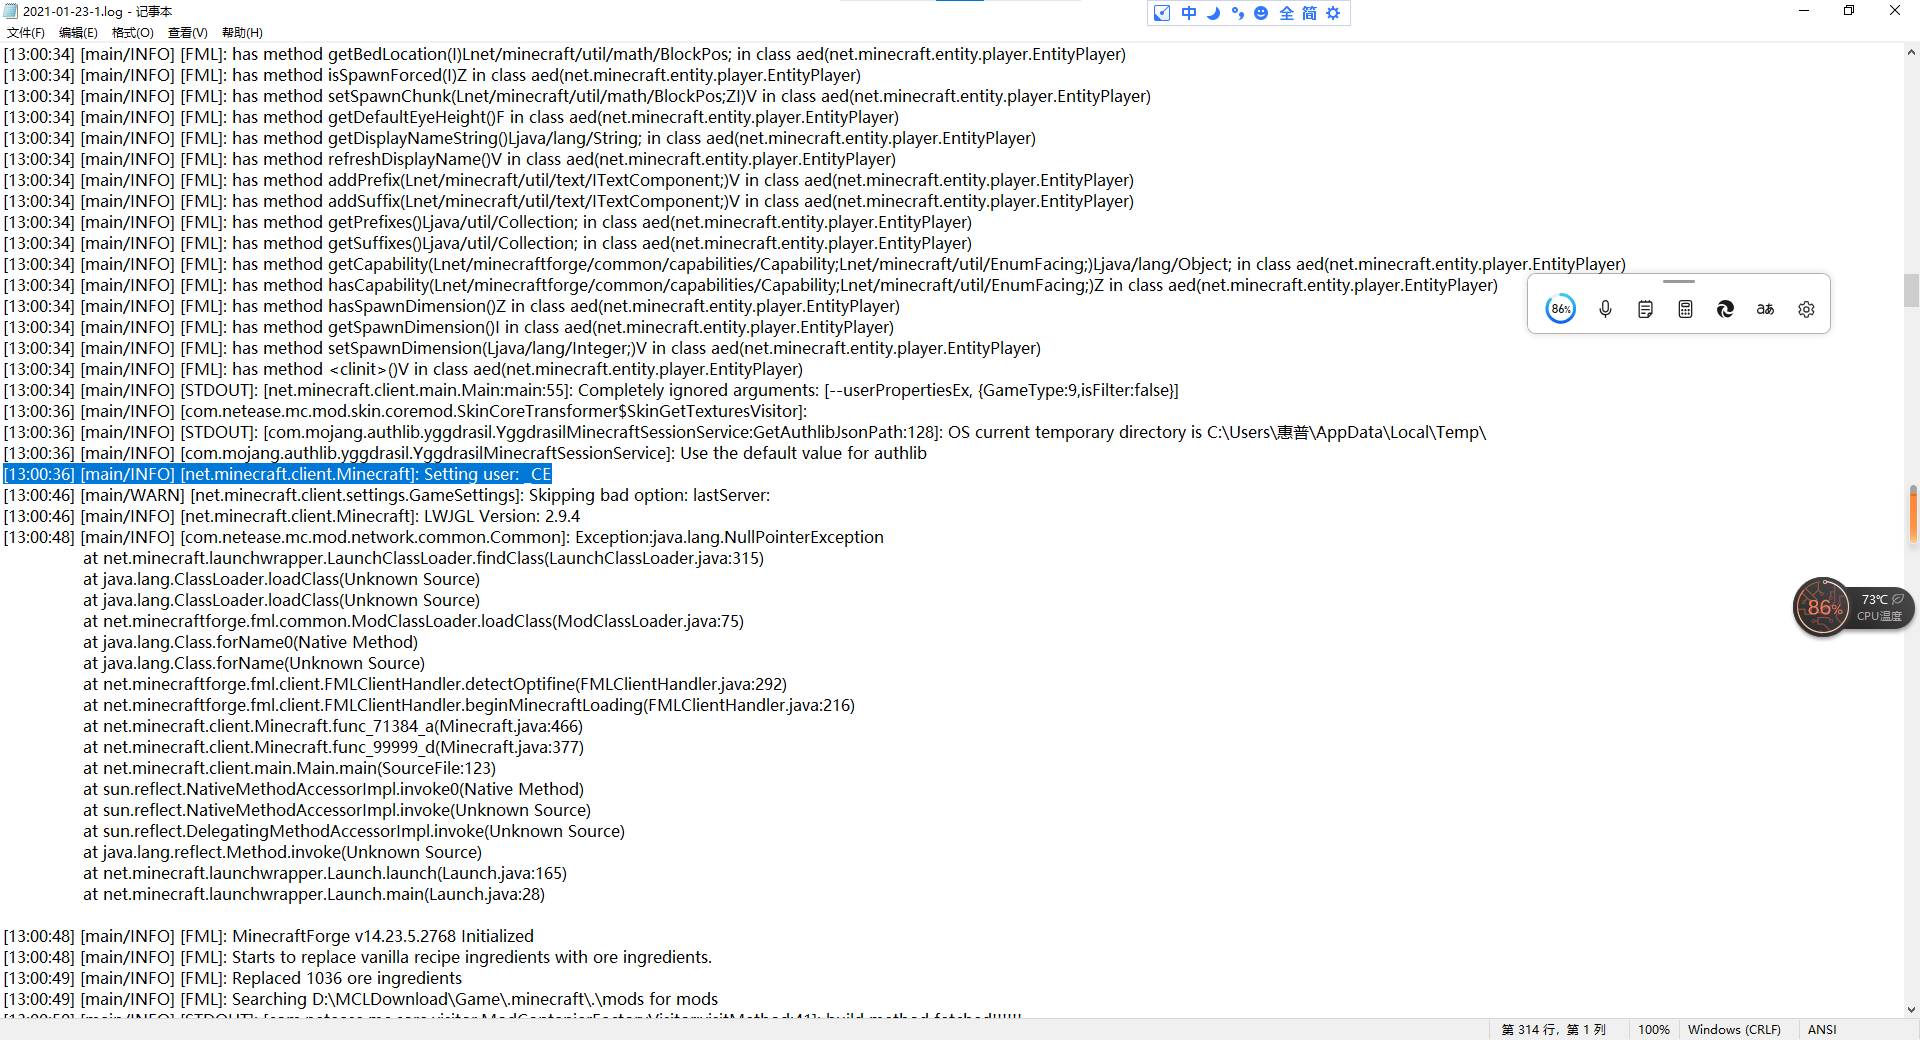 2021-01-23-1.log - 记事本
中 全 简
文件(F) 编辑(E) 格式(O) 查看(V) 帮助(H)
[13:00:34] [main/INFO] [FML]: has method getBedLocation(I)Lnet/minecraft/util/math/BlockPos; in class aed(net.minecraft.entity.player.EntityPlayer)
[13:00:34] [main/INFO] [FML]: has method isSpawnForced(I)Z in class aed(net.minecraft.entity.player.EntityPlayer)
[13:00:34] [main/INFO] [FML]: has method setSpawnChunk(Lnet/minecraft/util/math/BlockPos;ZI)V in class aed(net.minecraft.entity.player.EntityPlayer)
[13:00:34] [main/INFO] [FML]: has method getDefaultEyeHeight()F in class aed(net.minecraft.entity.player.EntityPlayer)
[13:00:34] [main/INFO] [FML]: has method getDisplayNameString()Ljava/lang/String; in class aed(net.minecraft.entity.player.EntityPlayer)
[13:00:34] [main/INFO] [FML]: has method refreshDisplayName()V in class aed(net.minecraft.entity.player.EntityPlayer)
[13:00:34] [main/INFO] [FML]: has method addPrefix(Lnet/minecraft/util/text/ITextComponent;)V in class aed(net.minecraft.entity.player.EntityPlayer)
[13:00:34] [main/INFO] [FML]: has method addSuffix(Lnet/minecraft/util/text/ITextComponent;)V in class aed(net.minecraft.entity.player.EntityPlayer)
[13:00:34] [main/INFO] [FML]: has method getPrefixes()Ljava/util/Collection; in class aed(net.minecraft.entity.player.EntityPlayer)
[13:00:34] [main/INFO] [FML]: has method getSuffixes()Ljava/util/Collection; in class aed(net.minecraft.entity.player.EntityPlayer)
[13:00:34] [main/INFO] [FML]: has method getCapability(Lnet/minecraftforge/common/capabilities/Capability;Lnet/minecraft/util/EnumFacing;)Ljava/lang/Object; in class aed(net.minecraft.entity.player.EntityPlayer)
[13:00:34] [main/INFO] [FML]: has method hasCapability(Lnet/minecraftforge/common/capabilities/Capability;Lnet/minecraft/util/EnumFacing;)Z in class aed(net.minecraft.entity.player.EntityPlayer)
[13:00:34] [main/INFO] [FML]: has method hasSpawnDimension()Z in class aed(net.minecraft.entity.player.EntityPlayer)
86% aあ
[13:00:34] [main/INFO] [FML]: has method getSpawnDimension()I in class aed(net.minecraft.entity.player.EntityPlayer)
[13:00:34] [main/INFO] [FML]: has method setSpawnDimension(Ljava/lang/Integer;)V in class aed(net.minecraft.entity.player.EntityPlayer)
[13:00:34] [main/INFO] [FML]: has method <clinit>()V in class aed(net.minecraft.entity.player.EntityPlayer)
[13:00:34] [main/INFO] [STDOUT]: [net.minecraft.client.main.Main:main:55]: Completely ignored arguments: [--userPropertiesEx, {GameType:9,isFilter:false}]
[13:00:36] [main/INFO] [com.netease.mc.mod.skin.coremod.SkinCoreTransformer$SkinGetTexturesVisitor]:
[13:00:36] [main/INFO] [STDOUT]: [com.mojang.authlib.yggdrasil.YggdrasilMinecraftSessionService:GetAuthlibJsonPath:128]: OS current temporary directory is C:\Users\惠普\AppData\Local\Temp\
[13:00:36] [main/INFO] [com.mojang.authlib.yggdrasil.YggdrasilMinecraftSessionService]: Use the default value for authlib
[13:00:36] [main/INFO] [net.minecraft.client.Minecraft]: Setting user: _CE
[13:00:46] [main/WARN] [net.minecraft.client.settings.GameSettings]: Skipping bad option: lastServer:
[13:00:46] [main/INFO] [net.minecraft.client.Minecraft]: LWJGL Version: 2.9.4
[13:00:48] [main/INFO] [com.netease.mc.mod.network.common.Common]: Exception:java.lang.NullPointerException
at net.minecraft.launchwrapper.LaunchClassLoader.findClass(LaunchClassLoader.java:315)
at java.lang.ClassLoader.loadClass(Unknown Source)
at java.lang.ClassLoader.loadClass(Unknown Source)
86% 73℃
CPU温度
at net.minecraftforge.fml.common.ModClassLoader.loadClass(ModClassLoader.java:75)
at java.lang.Class.forName0(Native Method)
at java.lang.Class.forName(Unknown Source)
at net.minecraftforge.fml.client.FMLClientHandler.detectOptifine(FMLClientHandler.java:292)
at net.minecraftforge.fml.client.FMLClientHandler.beginMinecraftLoading(FMLClientHandler.java:216)
at net.minecraft.client.Minecraft.func_71384_a(Minecraft.java:466)
at net.minecraft.client.Minecraft.func_99999_d(Minecraft.java:377)
at net.minecraft.client.main.Main.main(SourceFile:123)
at sun.reflect.NativeMethodAccessorImpl.invoke0(Native Method)
at sun.reflect.NativeMethodAccessorImpl.invoke(Unknown Source)
at sun.reflect.DelegatingMethodAccessorImpl.invoke(Unknown Source)
at java.lang.reflect.Method.invoke(Unknown Source)
at net.minecraft.launchwrapper.Launch.launch(Launch.java:165)
at net.minecraft.launchwrapper.Launch.main(Launch.java:28)
[13:00:48] [main/INFO] [FML]: MinecraftForge v14.23.5.2768 Initialized
[13:00:48] [main/INFO] [FML]: Starts to replace vanilla recipe ingredients with ore ingredients.
[13:00:49] [main/INFO] [FML]: Replaced 1036 ore ingredients
[13:00:49] [main/INFO] [FML]: Searching D:\MCLDownload\Game\.minecraft\.\mods for mods
第 314 行，第 1 列 100% Windows (CRLF) ANSI